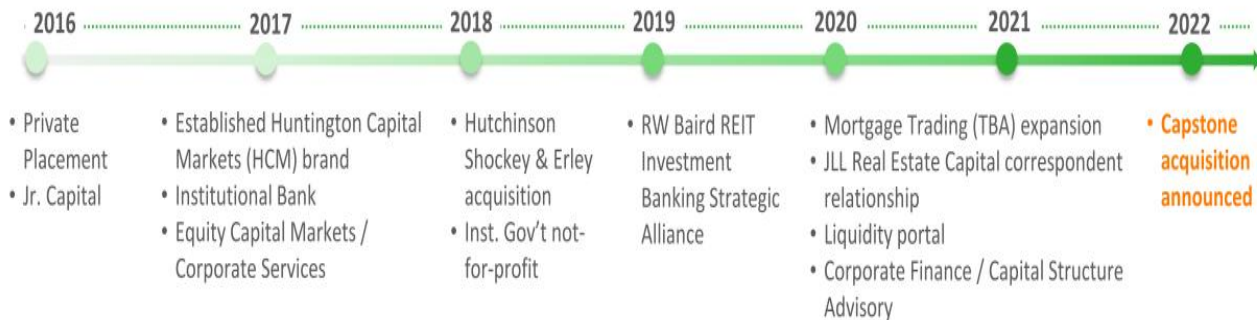 2016 2017 2018 2019 2020 2021 2022
• Private
Placement
• Jr. Capital
• Established Huntington Capital
Markets (HCM) brand
• Institutional Bank
• Equity Capital Markets /
Corporate Services
• Hutchinson
Shockey & Erley
acquisition
• Inst. Gov't not-
for-profit
• RW Baird REIT
Investment
Banking Strategic
Alliance
• Mortgage Trading (TBA) expansion
• JLL Real Estate Capital correspondent
relationship
• Liquidity portal
• Corporate Finance / Capital Structure
Advisory
• Capstone
acquisition
announced